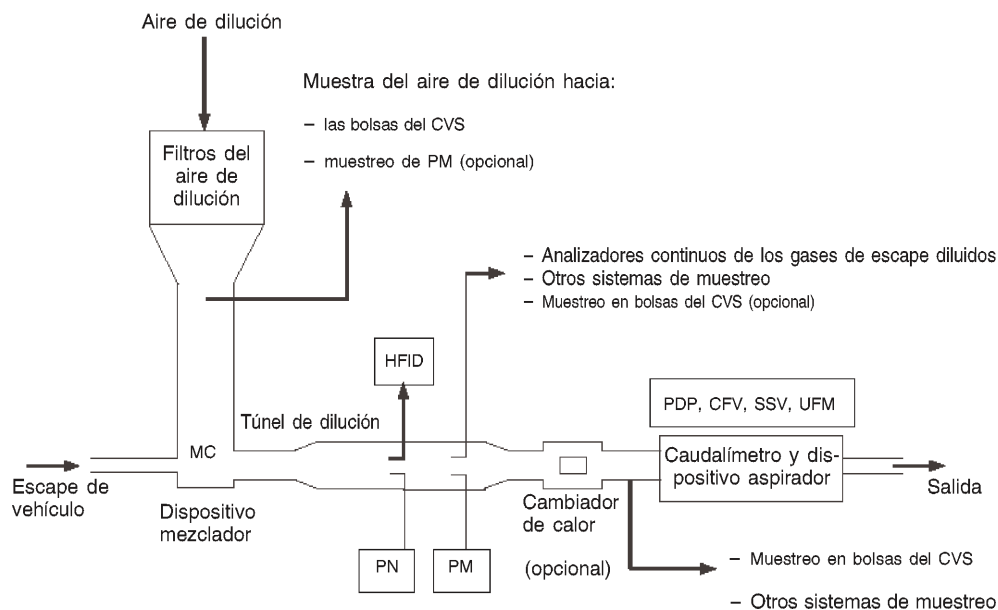 Aire de dilución
Muestra del aire de dilución hacia:
– las bolsas del CVS
– muestreo de PM (opcional)
Filtros del
aire de
dilución
– Analizadores continuos de los gases de escape diluidos
– Otros sistemas de muestreo
– Muestreo en bolsas del CVS (opcional)
HFID
PDP, CFV, SSV, UFM
Túnel de dilución
MC
Caudalímetro y dis-
positivo aspirador
Escape de
vehículo
Salida
Dispositivo
mezclador
Cambiador
de calor
(opcional)
PN
PM
– Muestreo en bolsas del CVS
– Otros sistemas de muestreo